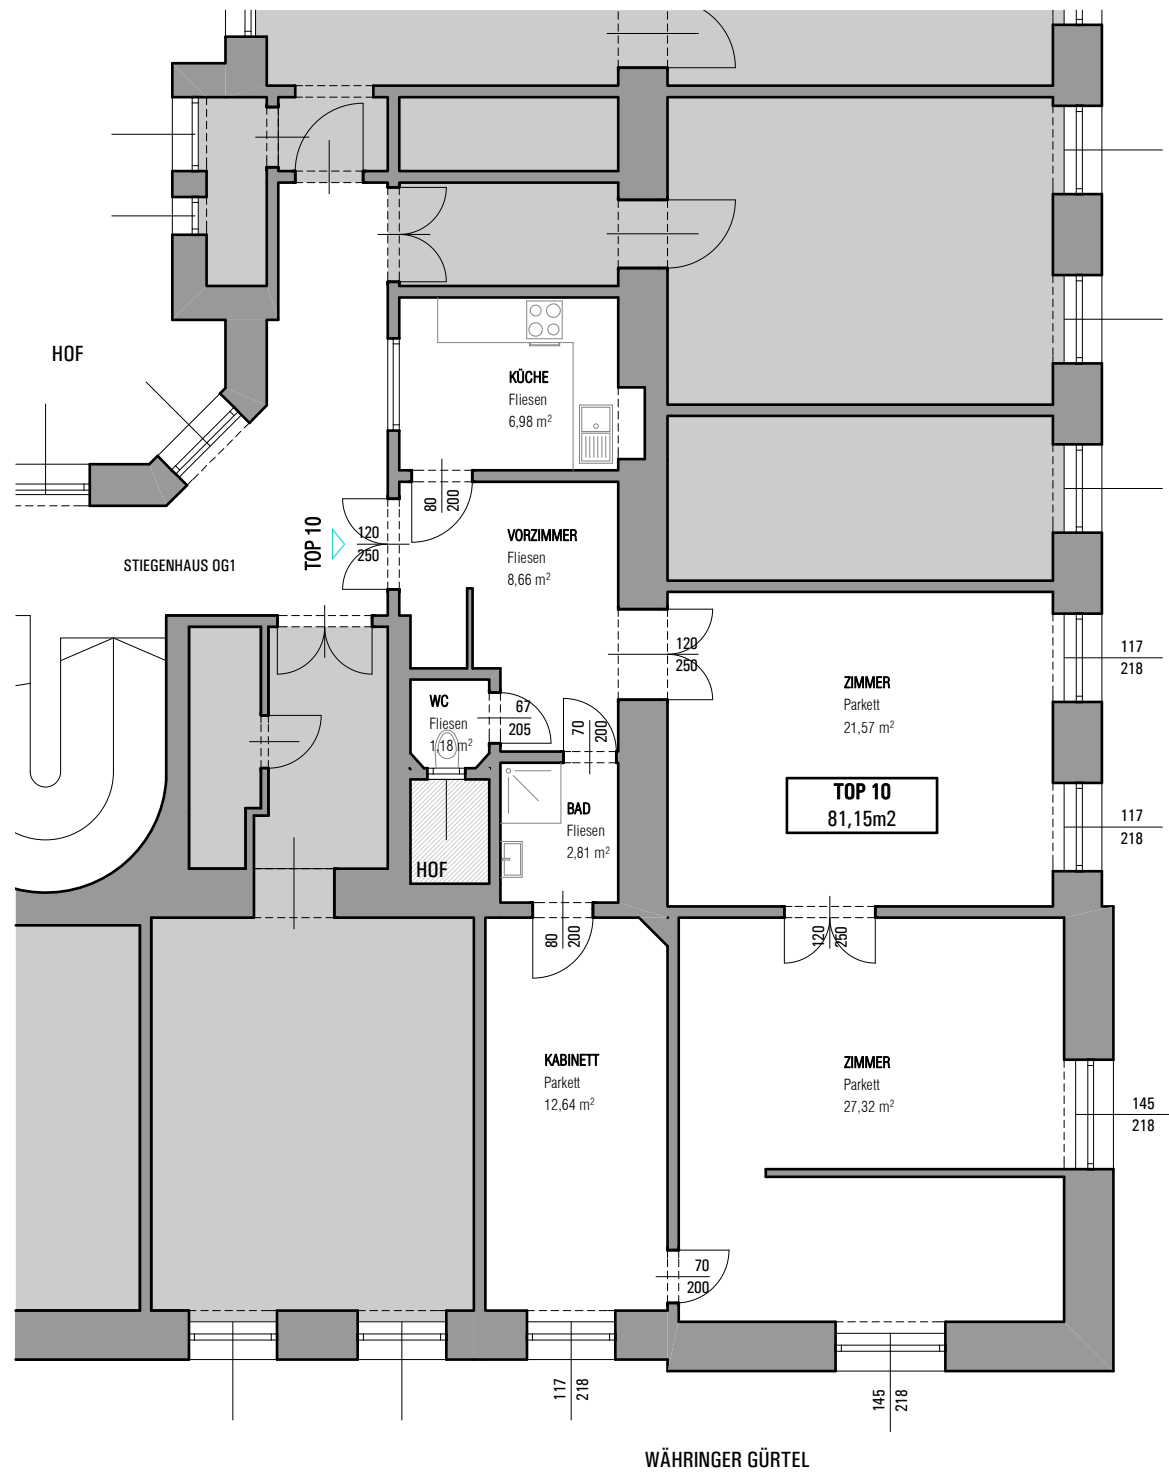 HOF
KÜCHE
Fliesen
6,98 m²
80
200
VORZIMMER
Fliesen
8,66 m²
TOP 10
120
250
STIEGENHAUS OG1
120
250
ZIMMER
Parkett
21,57 m²
117
218
WC
Fliesen
1,18 m²
67
205
70
200
TOP 10
81,15m2
117
218
BAD
Fliesen
2,81 m²
HOF
80
200
120
250
KABINETT
Parkett
12,64 m²
ZIMMER
Parkett
27,32 m²
145
218
70
200
117
218
145
218
WÄHRINGER GÜRTEL